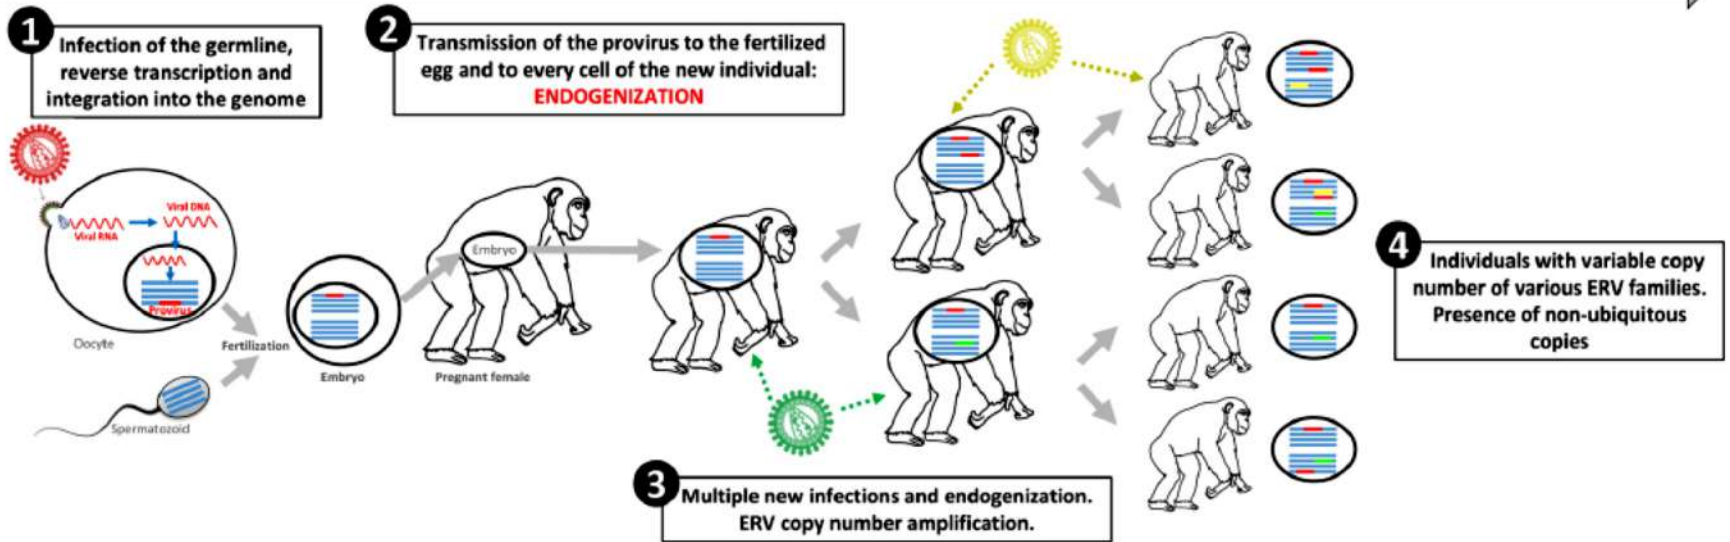 1
Infection of the germline,
reverse transcription and
integration into the genome
2
Transmission of the provirus to the fertilized
egg and to every cell of the new individual:
ENDOGENIZATION
Viral RNA
Viral DNA
Provirus
Oocyte
Spermatozoid
Fertilization
Embryo
Embryo
Pregnant female
3
Multiple new infections and endogenization.
ERV copy number amplification.
4
Individuals with variable copy
number of various ERV families.
Presence of non-ubiquitous
copies